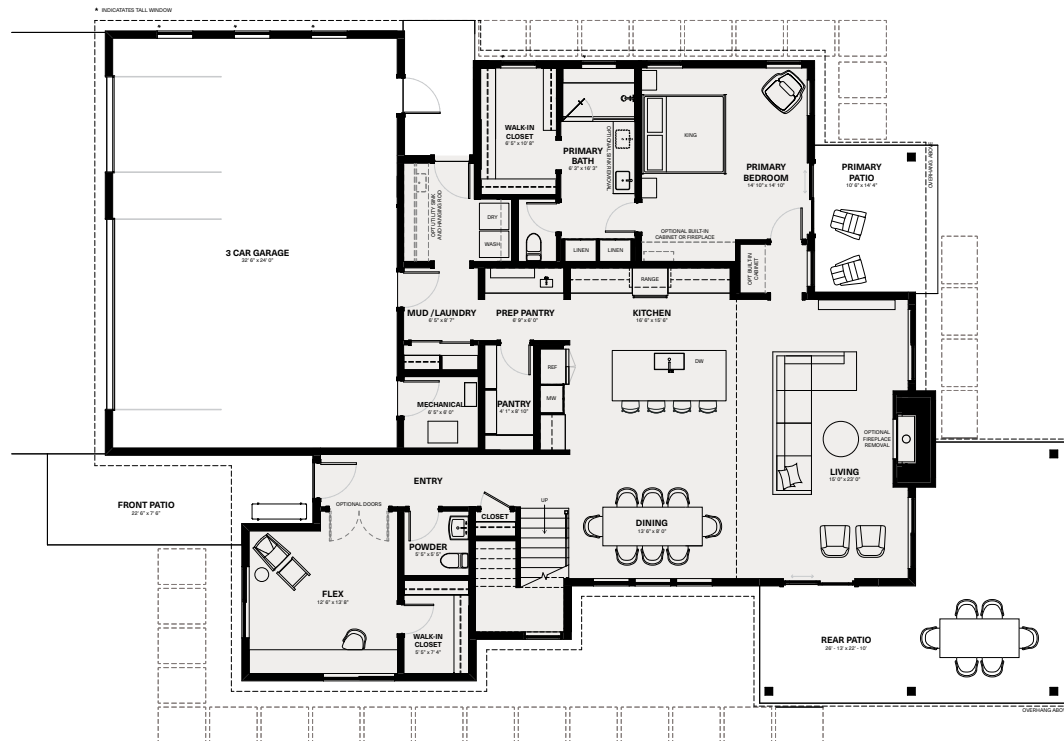 * INDICATATES TALL WINDOW
WALK-IN
CLOSET
6' 5" x 10' 8"
PRIMARY
BATH
6' 3" x 16' 3"
OPTIONAL SINK REMOVAL
KING
PRIMARY
BEDROOM
14' 10" x 14' 10"
PRIMARY
PATIO
10' 6" x 14' 4"
OVERHANG ABOVE
OPT UTILITY SINK
AND HANGING ROD
DRY
WASH
LINEN
LINEN
OPTIONAL BUILT-IN
CABINET OR FIREPLACE
OPT BUILT-IN
CABINET
3 CAR GARAGE
32' 6" x 24' 0"
RANGE
MUD / LAUNDRY
6' 5" x 8' 7"
PREP PANTRY
6' 9" x 6' 0"
KITCHEN
16' 8" x 15' 6"
REF
MW
DW
MECHANICAL
6' 5" x 8' 0"
PANTRY
4' 1" x 8' 10"
OPTIONAL
FIREPLACE
REMOVAL
LIVING
15' 0" x 23' 0"
ENTRY
FRONT PATIO
22' 6" x 7' 6"
OPTIONAL DOORS
UP
CLOSET
DINING
13' 6" x 8' 0"
POWDER
5' 5" x 5' 5"
FLEX
12' 6" x 13' 8"
WALK-IN
CLOSET
5' 5" x 7' 4"
REAR PATIO
26' - 13' x 22' - 10'
OVERHANG ABO